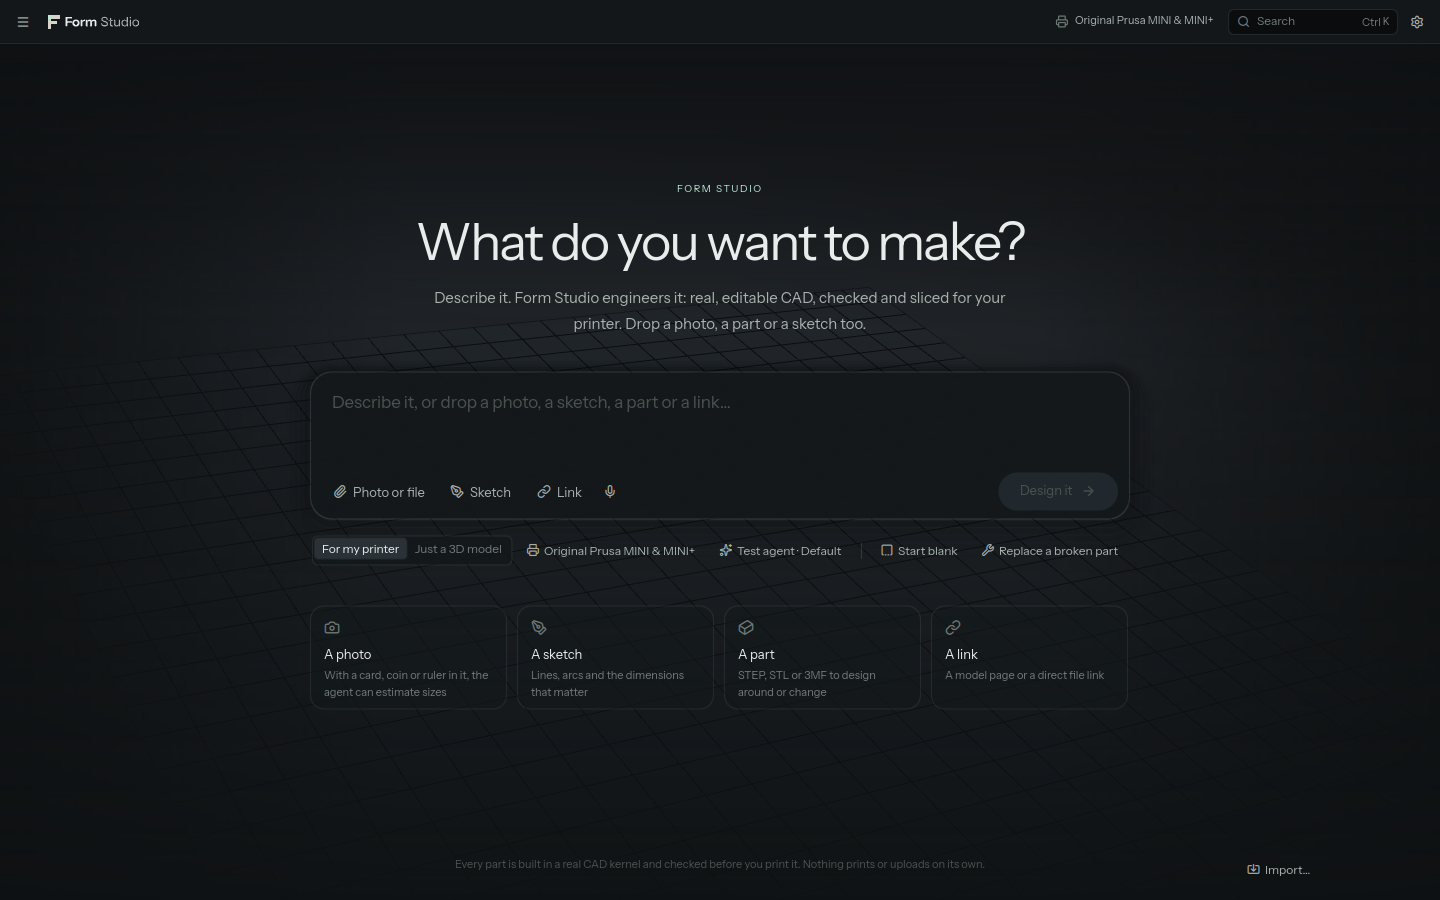 Form Studio
Original Prusa MINI & MINI+
Search
Ctrl K
FORM STUDIO
What do you want to make?
Describe it. Form Studio engineers it: real, editable CAD, checked and sliced for your
printer. Drop a photo, a part or a sketch too.
Describe it, or drop a photo, a sketch, a part or a link...
Photo or file
Sketch
Link
Design it
For my printer
Just a 3D model
Original Prusa MINI & MINI+
Test agent · Default
Start blank
Replace a broken part
A photo
With a card, coin or ruler in it, the
agent can estimate sizes
A sketch
Lines, arcs and the dimensions
that matter
A part
STEP, STL or 3MF to design
around or change
A link
A model page or a direct file link
Every part is built in a real CAD kernel and checked before you print it. Nothing prints or uploads on its own.
Import...